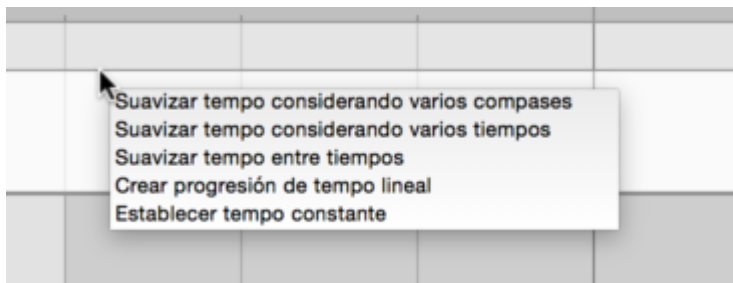 Suavizar tempo considerando varios compases
Suavizar tempo considerando varios tiempos
Suavizar tempo entre tiempos
Crear progresión de tempo lineal
Establecer tempo constante